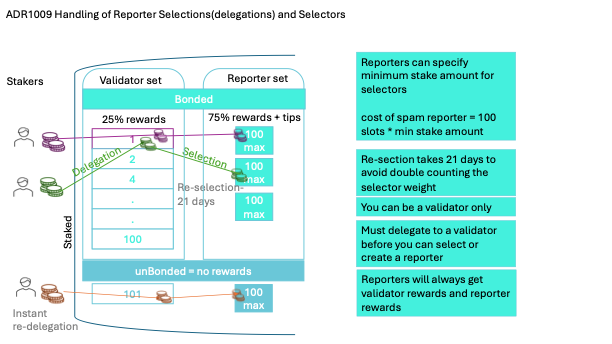 ADR1009 Handling of Reporter Selections(delegations) and Selectors
Stakers
Validator set
Reporter set
Bonded
25% rewards
75% rewards + tips
1
2
4
.
.
100
100
max
100
max
100
max
Delegation
Selection
Re-selection-
21 days
Staked
unBonded = no rewards
101
100
max
Instant
re-delegation
Reporters can specify
minimum stake amount for
selectors
cost of spam reporter = 100
slots * min stake amount
Re-section takes 21 days to
avoid double counting the
selector weight
You can be a validator only
Must delegate to a validator
before you can select or
create a reporter
Reporters will always get
validator rewards and reporter
rewards